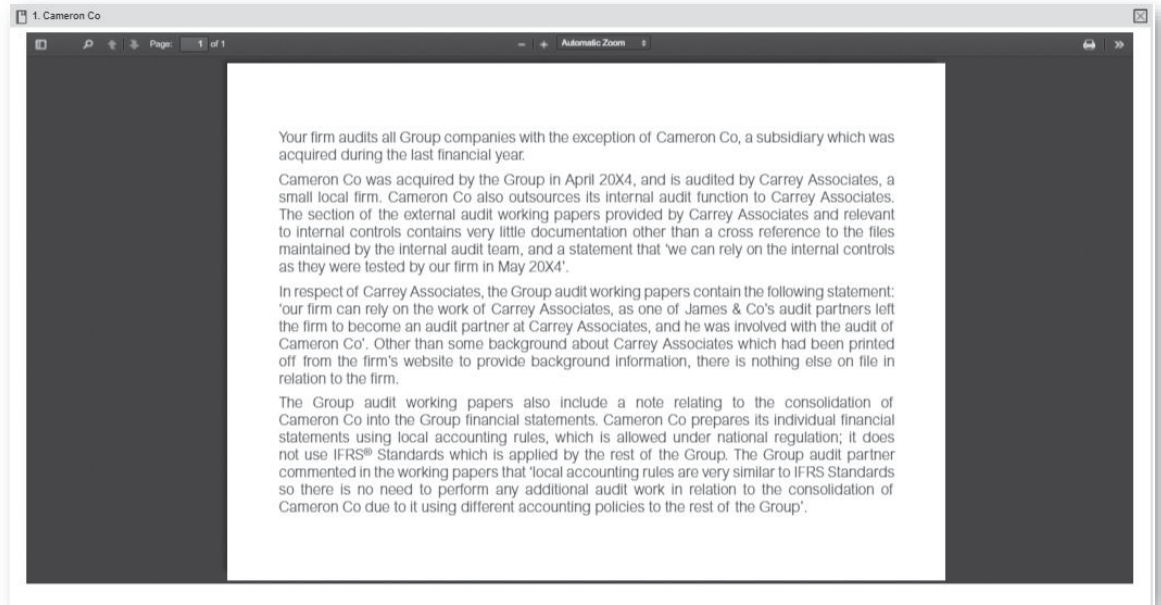 1. Cameron Co
Page: 1 of 1
Automatic Zoom
Your firm audits all Group companies with the exception of Cameron Co, a subsidiary which was
acquired during the last financial year.
Cameron Co was acquired by the Group in April 20X4, and is audited by Carrey Associates, a
small local firm. Cameron Co also outsources its internal audit function to Carrey Associates.
The section of the external audit working papers provided by Carrey Associates and relevant
to internal controls contains very little documentation other than a cross reference to the files
maintained by the internal audit team, and a statement that 'we can rely on the internal controls
as they were tested by our firm in May 20X4'.
In respect of Carrey Associates, the Group audit working papers contain the following statement:
'our firm can rely on the work of Carrey Associates, as one of James & Co's audit partners left
the firm to become an audit partner at Carrey Associates, and he was involved with the audit of
Cameron Co'. Other than some background about Carrey Associates which had been printed
off from the firm's website to provide background information, there is nothing else on file in
relation to the firm.
The Group audit working papers also include a note relating to the consolidation of
Cameron Co into the Group financial statements. Cameron Co prepares its individual financial
statements using local accounting rules, which is allowed under national regulation; it does
not use IFRS® Standards which is applied by the rest of the Group. The Group audit partner
commented in the working papers that 'local accounting rules are very similar to IFRS Standards
so there is no need to perform any additional audit work in relation to the consolidation of
Cameron Co due to it using different accounting policies to the rest of the Group'.